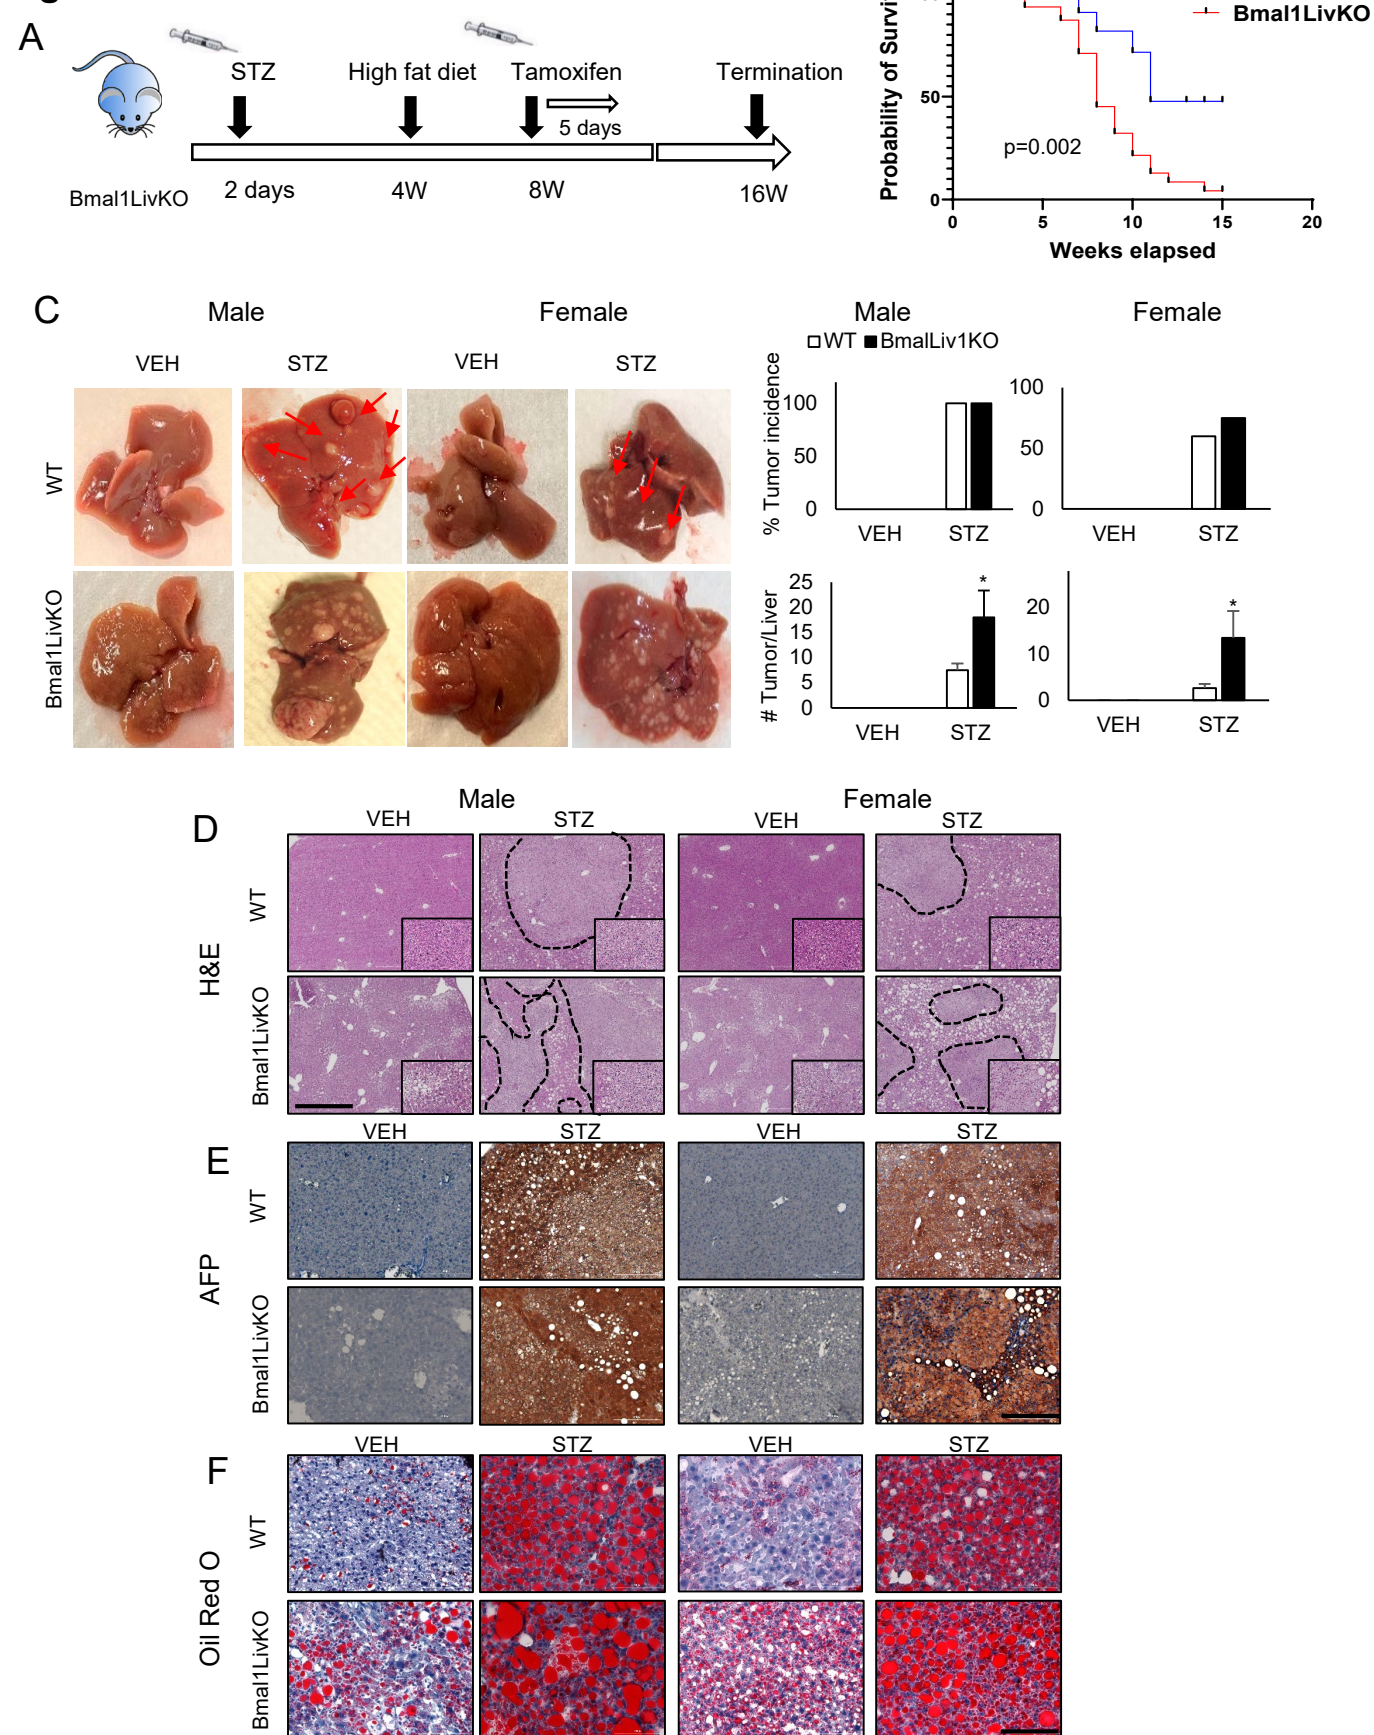 A
STZ
High fat diet
Tamoxifen
Termination
5 days
Bmal1LivKO
2 days
4W
8W
16W
Bmal1LivKO
Probability of Surviv
50
0
p=0.002
0
5
10
15
20
Weeks elapsed
C
Male
Female
VEH
STZ
VEH
STZ
WT
Bmal1LivKO
Male
Female
WT
BmalLiv1KO
% Tumor incidence
100
50
0
VEH
STZ
100
50
0
VEH
STZ
# Tumor/Liver
25
20
15
10
5
0
*
VEH
STZ
20
10
0
*
VEH
STZ
Male
Female
D
VEH
STZ
VEH
STZ
H&E
WT
Bmal1LivKO
E
VEH
STZ
VEH
STZ
AFP
WT
Bmal1LivKO
F
VEH
STZ
VEH
STZ
Oil Red O
WT
Bmal1LivKO